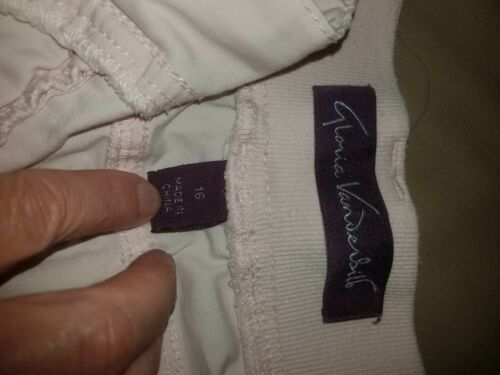 Gloria Vanderbilt
16
MADE IN
CHINA